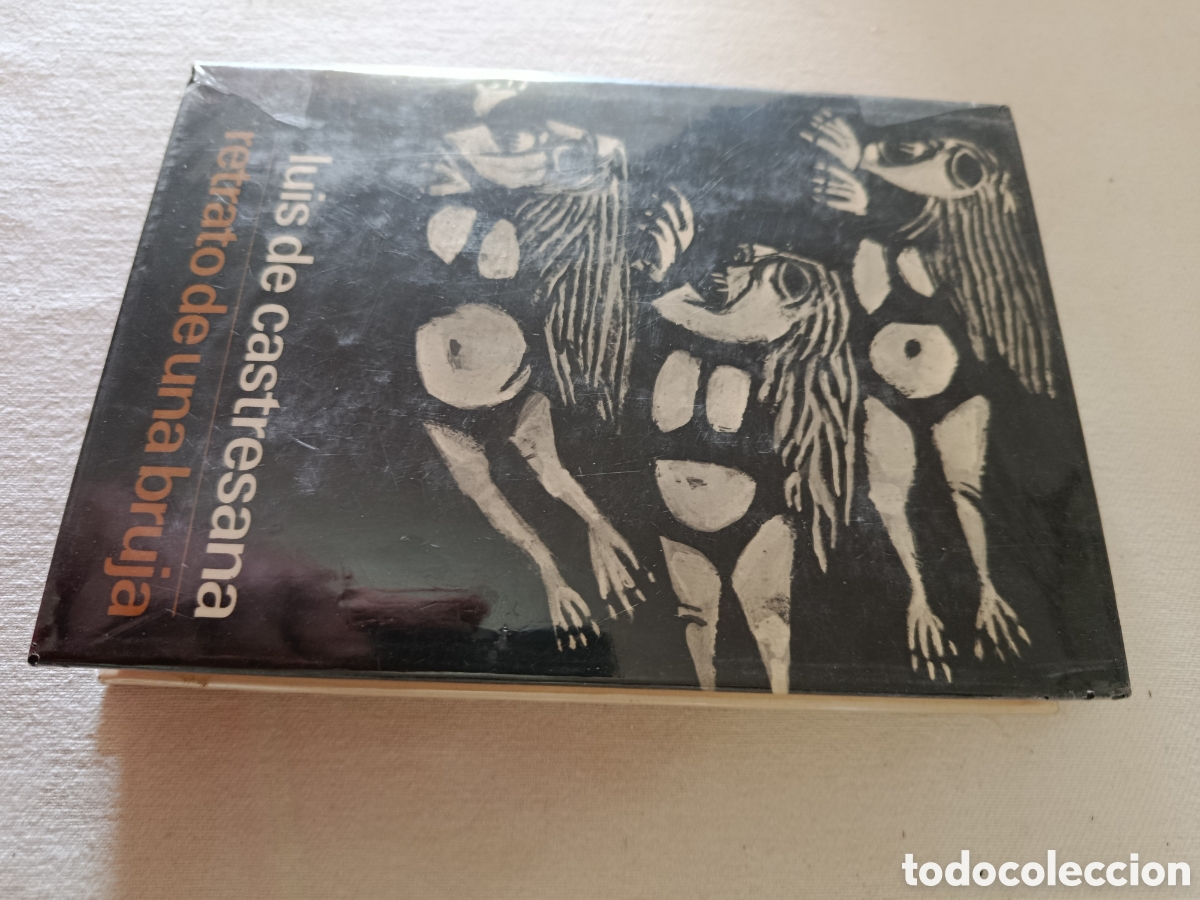 luis de castresana
retrato de una bruja
todocoleccion